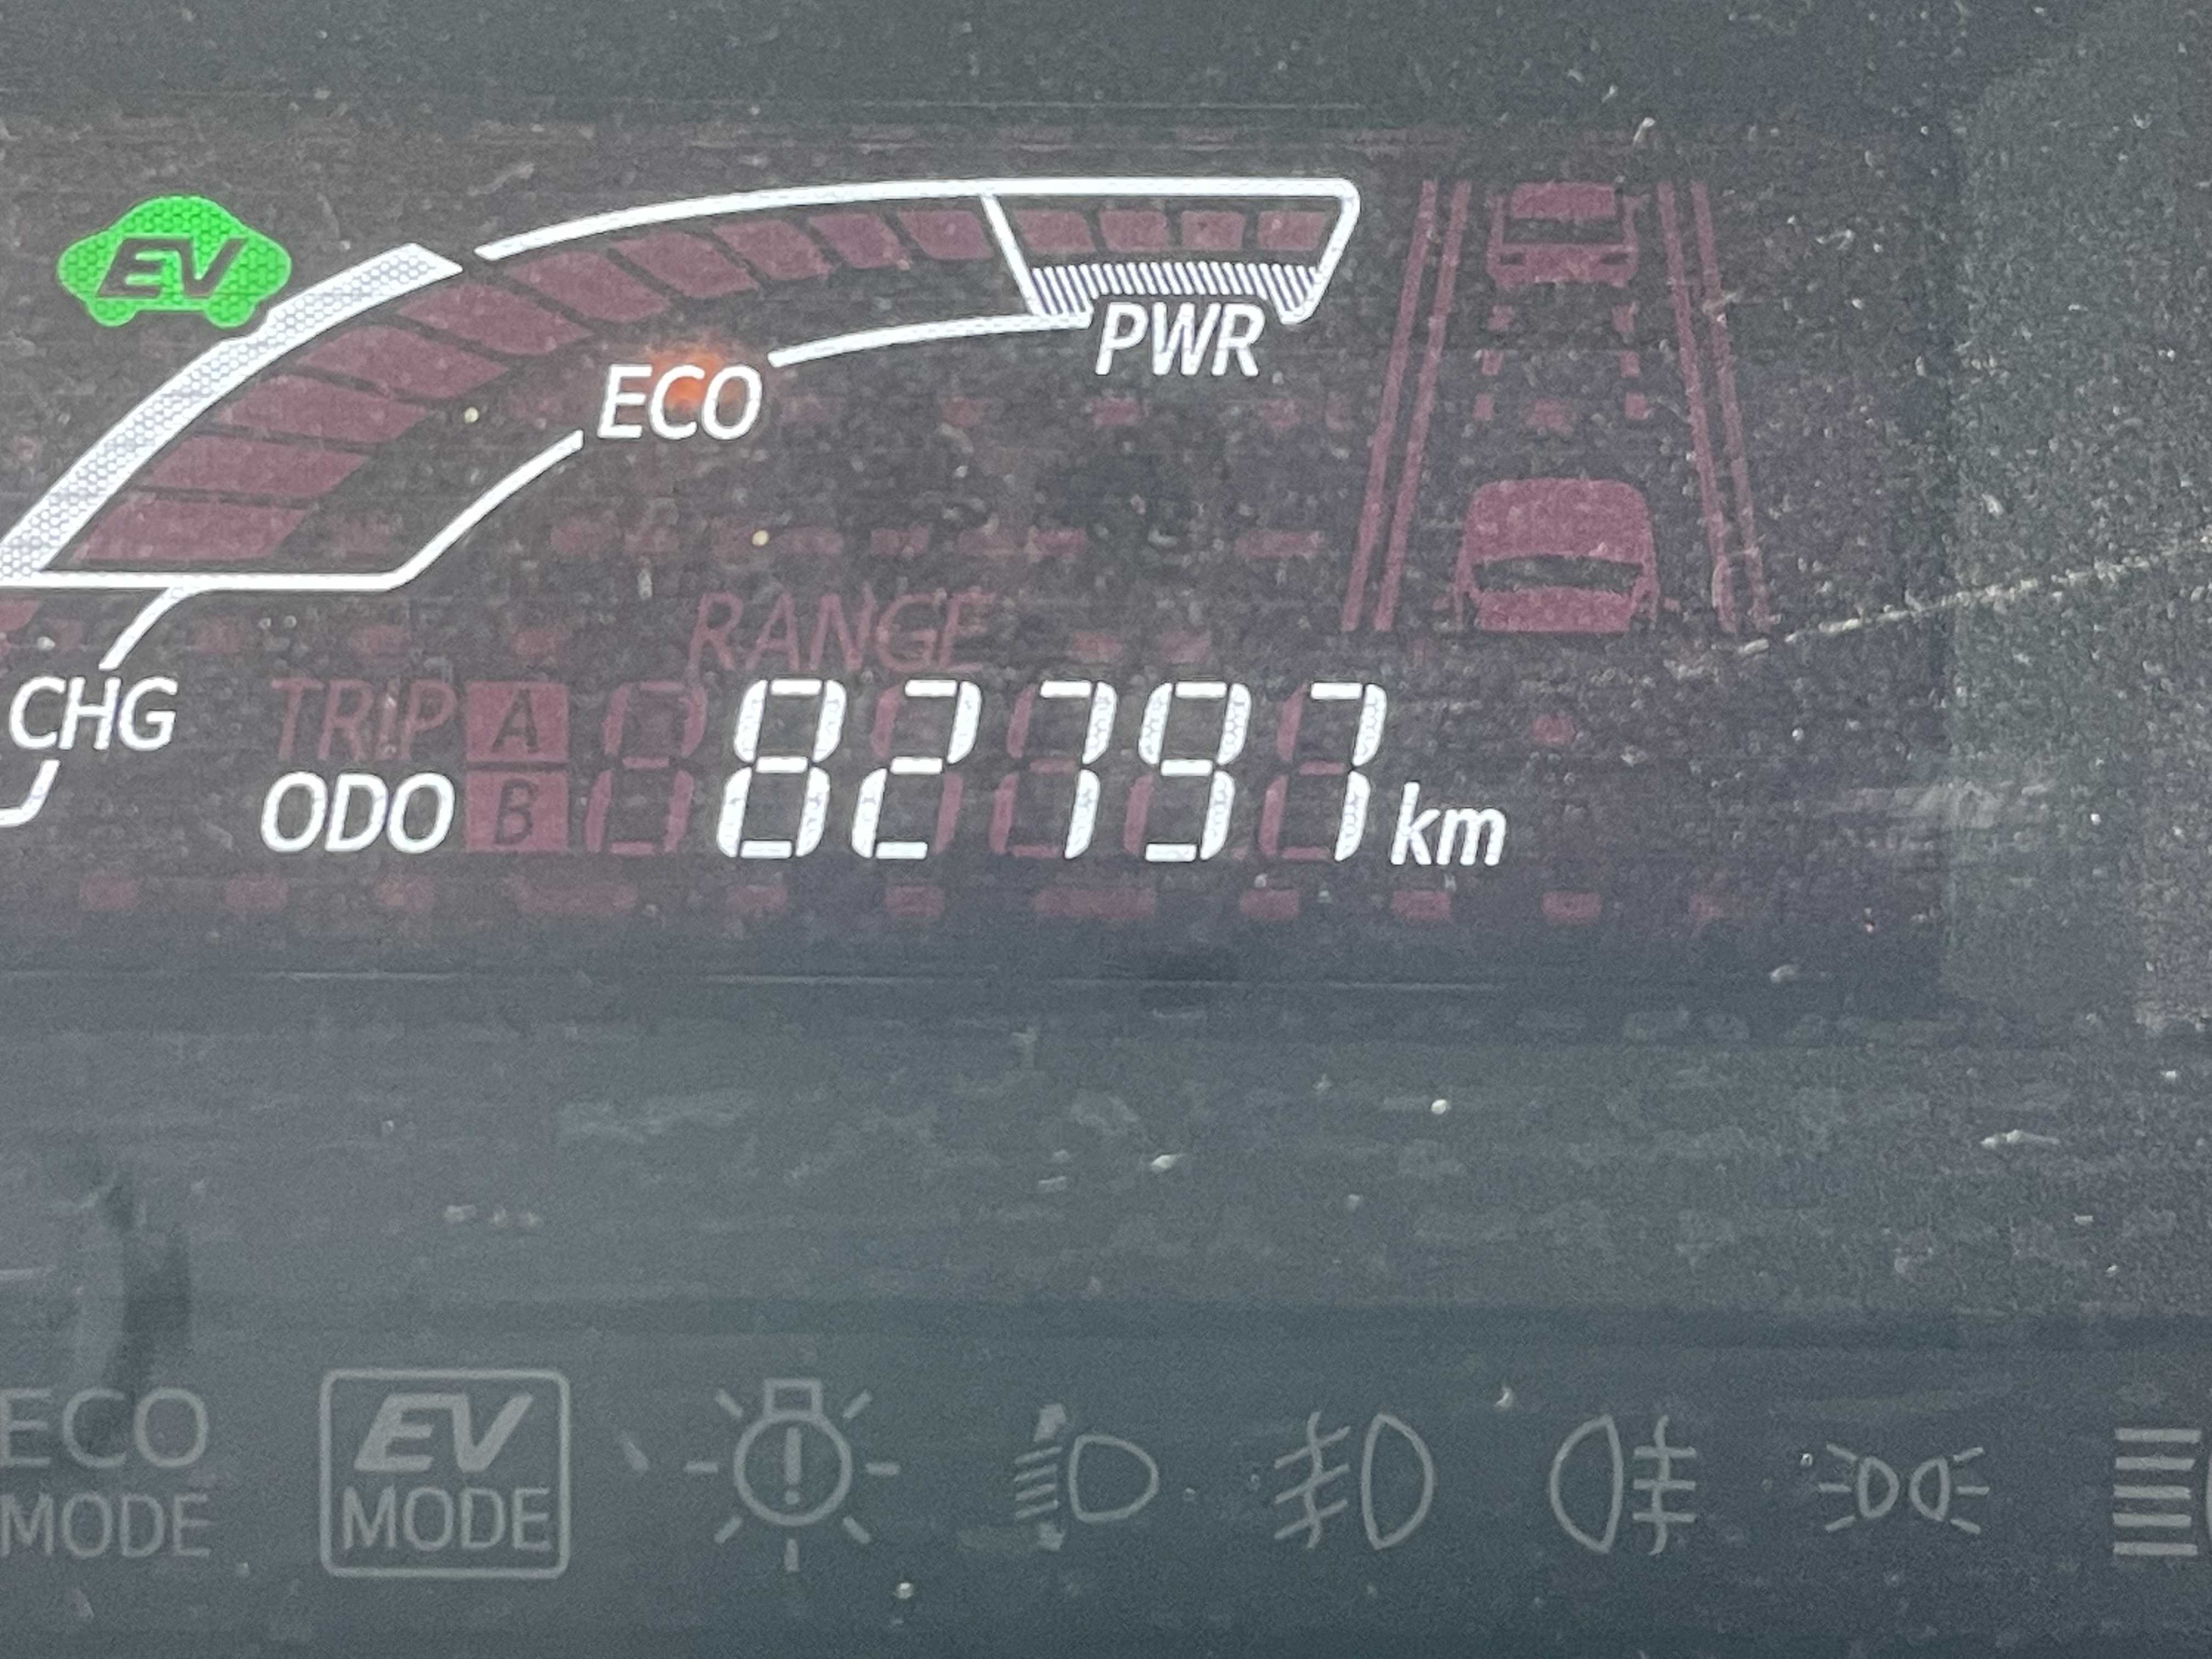 EV
PWR
ECO
RANGE
CHG
TRIP A
ODO B 82797 km
ECO MODE
EV MODE